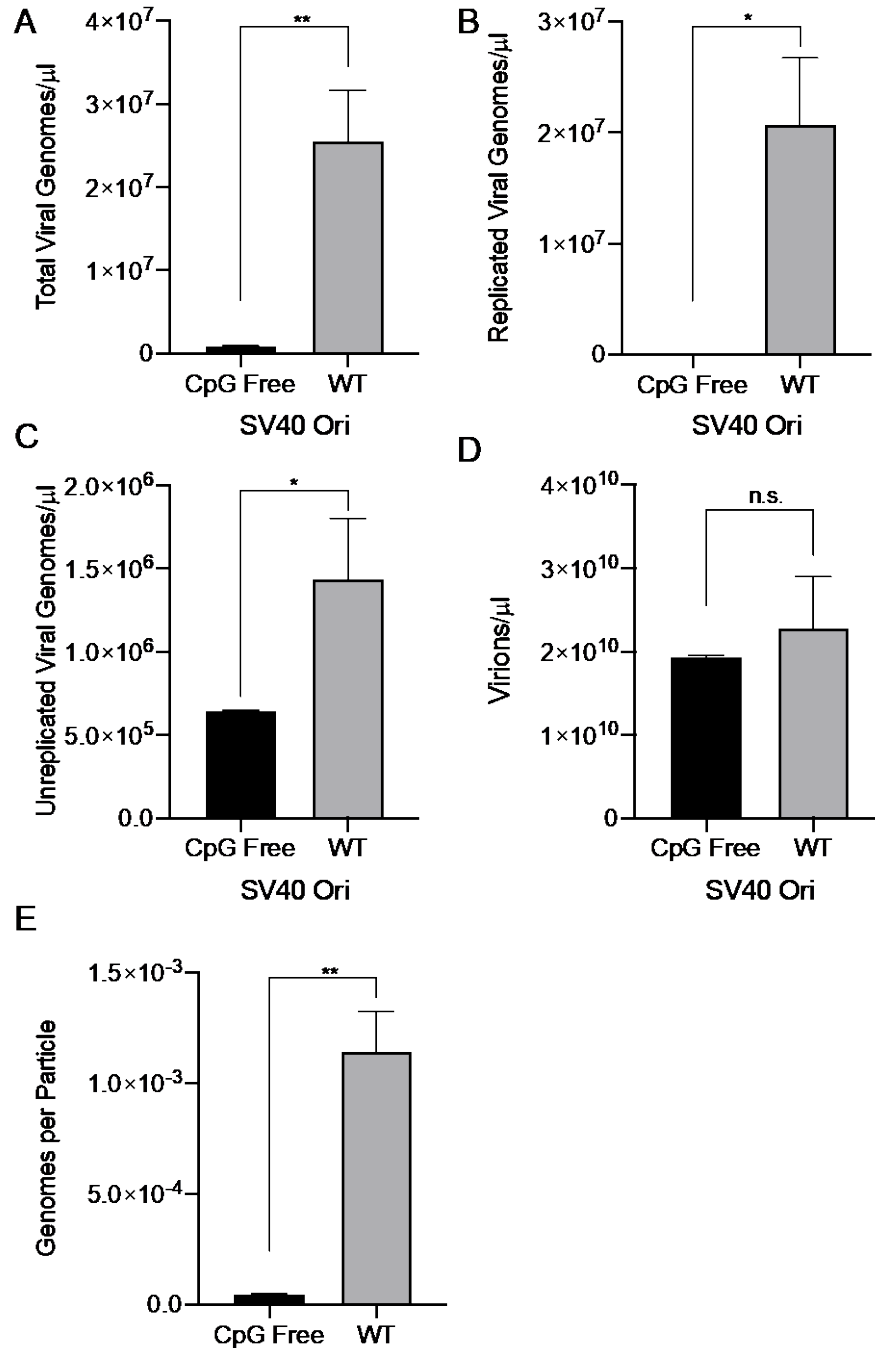 A
Total Viral Genomes/µl
4×10⁷
3×10⁷
2×10⁷
1×10⁷
0
**
CpG Free WT
SV40 Ori
B
Replicated Viral Genomes/µl
3×10⁷
2×10⁷
1×10⁷
0
*
CpG Free WT
SV40 Ori
C
Unreplicated Viral Genomes/µl
2.0×10⁶
1.5×10⁶
1.0×10⁶
5.0×10⁵
0.0
*
CpG Free WT
SV40 Ori
D
Virions/µl
4×10¹⁰
3×10¹⁰
2×10¹⁰
1×10¹⁰
0
n.s.
CpG Free WT
SV40 Ori
E
Genomes per Particle
1.5×10⁻³
1.0×10⁻³
5.0×10⁻⁴
0.0
**
CpG Free WT